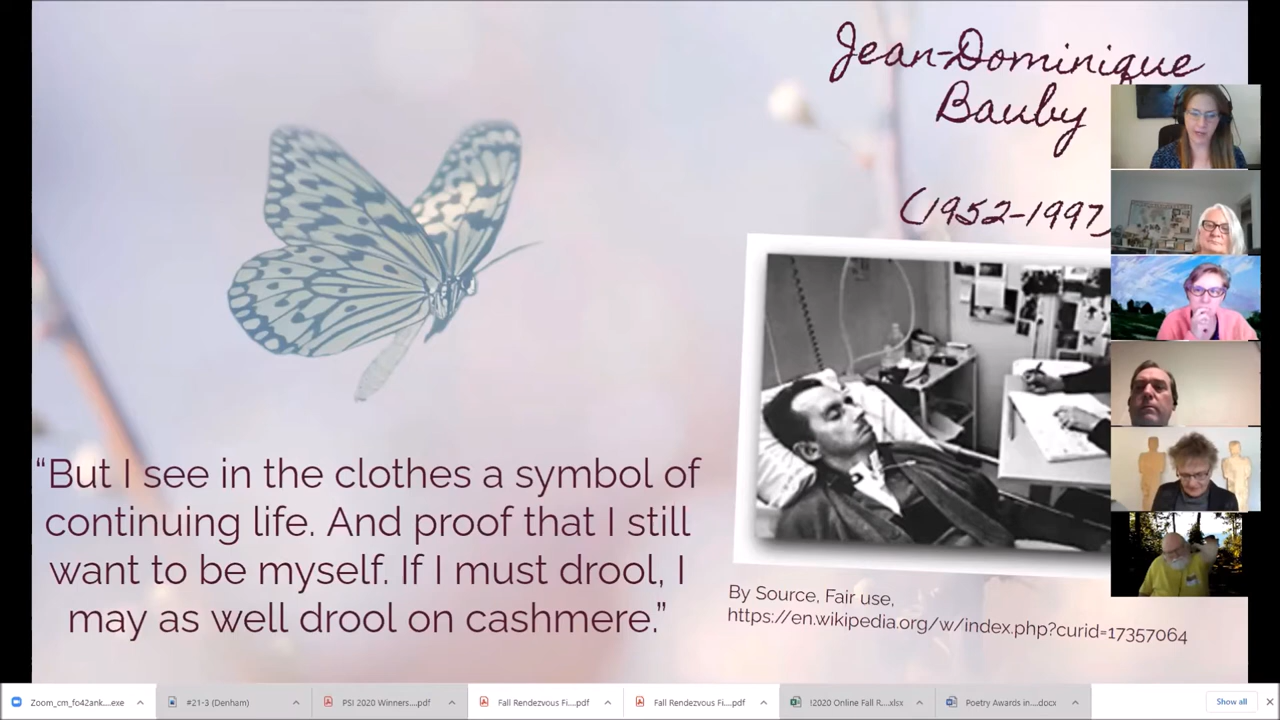 Jean-Dominique
Bauby
(1952-1997)
“But I see in the clothes a symbol of
continuing life. And proof that I still
want to be myself. If I must drool, I
may as well drool on cashmere.”
By Source, Fair use,
https://en.wikipedia.org/w/index.php?curid=17357064
Zoom_cm_fo42ank....exe
#21-3 (Denham)
PSI 2020 Winners....pdf
Fall Rendezvous Fi....pdf
Fall Rendezvous Fi....pdf
!2020 Online Fall R....xlsx
Poetry Awards in....docx
Show all